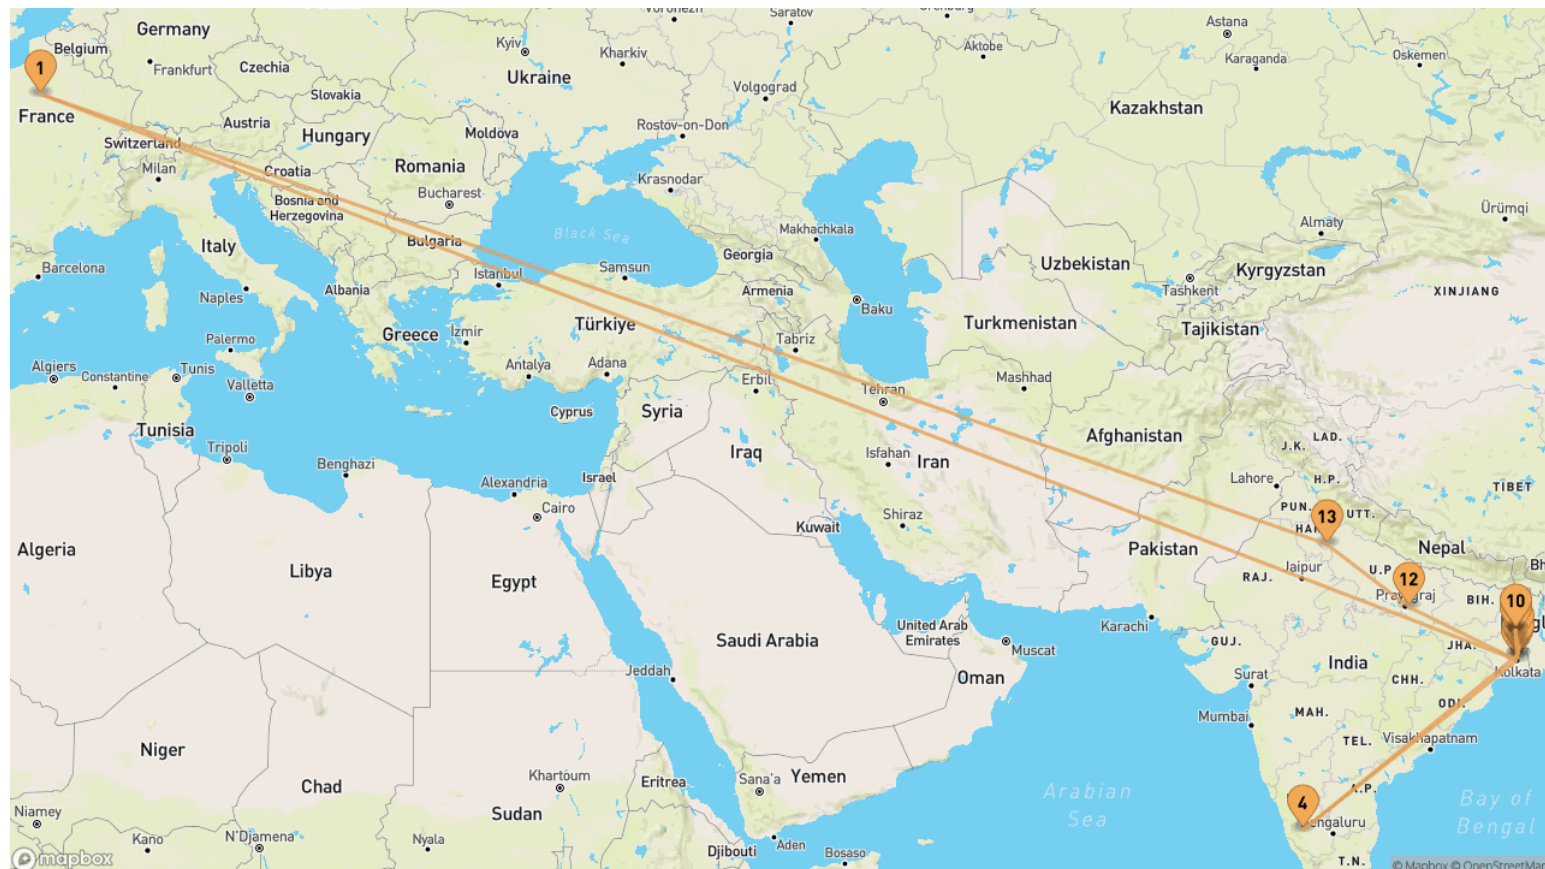 Germany
Voronezh
Saratov
Orenburg
Astana
Belgium
Kyiv
Kharkiv
Aktobe
Karaganda
Oskemen
1
Frankfurt
Czechia
Ukraine
Volgograd
Kazakhstan
France
Slovakia
Austria
Hungary
Moldova
Rostov-on-Don
Switzerland
Milan
Croatia
Romania
Krasnodar
Bosnia and
Herzegovina
Bucharest
Ürümqi
Italy
Bulgaria
Black Sea
Makhachkala
Almaty
Georgia
Barcelona
Istanbul
Samsun
Uzbekistan
Kyrgyzstan
Naples
Albania
Armenia
Tashkent
XINJIANG
Baku
Greece
İzmir
Türkiye
Turkmenistan
Tajikistan
Palermo
Tabriz
Algiers
Constantine
Tunis
Valletta
Antalya
Adana
Erbil
Tehran
Mashhad
Tunisia
Cyprus
Syria
Afghanistan
J.K.
LAD.
Tripoli
Benghazi
Iraq
Isfahan
Iran
Israel
Alexandria
Lahore
H.P.
TIBET
Cairo
Shiraz
PUN.
UTT.
13
Kuwait
Algeria
Pakistan
Nepal
Libya
Egypt
Jaipur
RAJ.
U.P.
12
Prayagraj
BIH.
10
Karachi
United Arab
Emirates
Saudi Arabia
Muscat
GUJ.
JHA.
Jeddah
Oman
Surat
India
CHH.
Kolkata
Mumbai
MAH.
ODI.
Niger
TEL.
Visakhapatnam
Chad
Khartoum
Eritrea
Sana'a
Yemen
Arabian
Sea
A.P.
Bay of
Bengal
4
Niamey
Sudan
Bengaluru
Kano
N'Djamena
Nyala
Djibouti
Aden
Bosaso
T.N.
mapbox
© Mapbox © OpenStreetMap